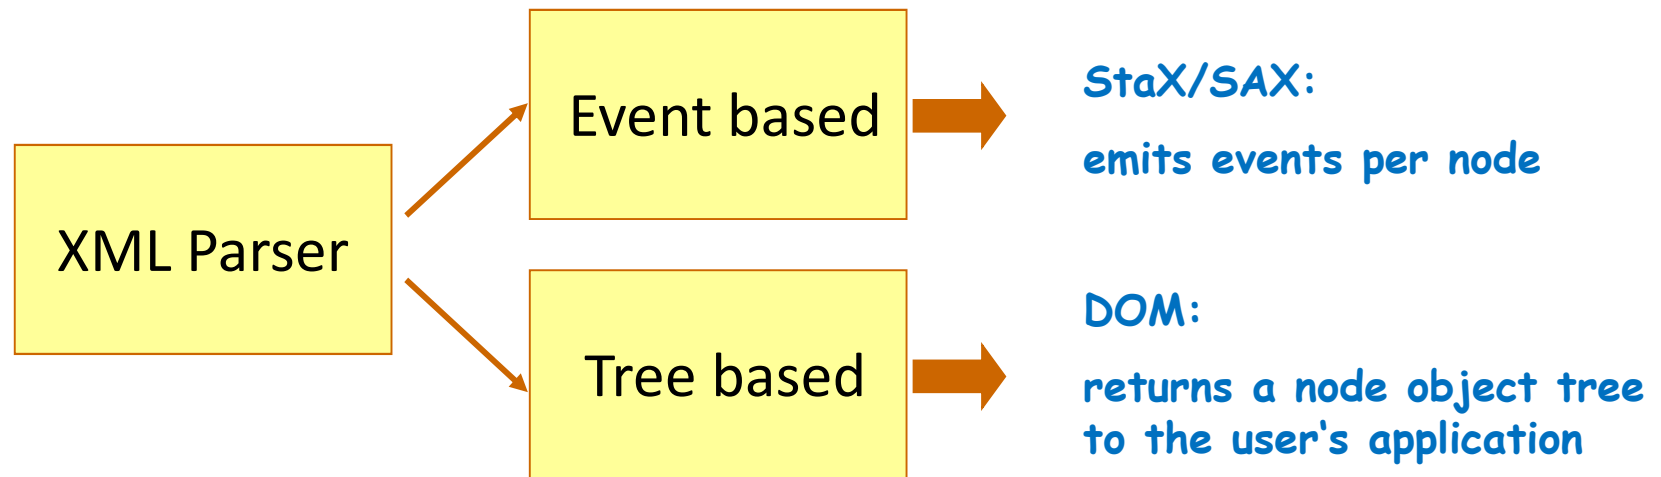 XML Parser
Event based
StaX/SAX:
emits events per node
Tree based
DOM:
returns a node object tree
to the user‘s application